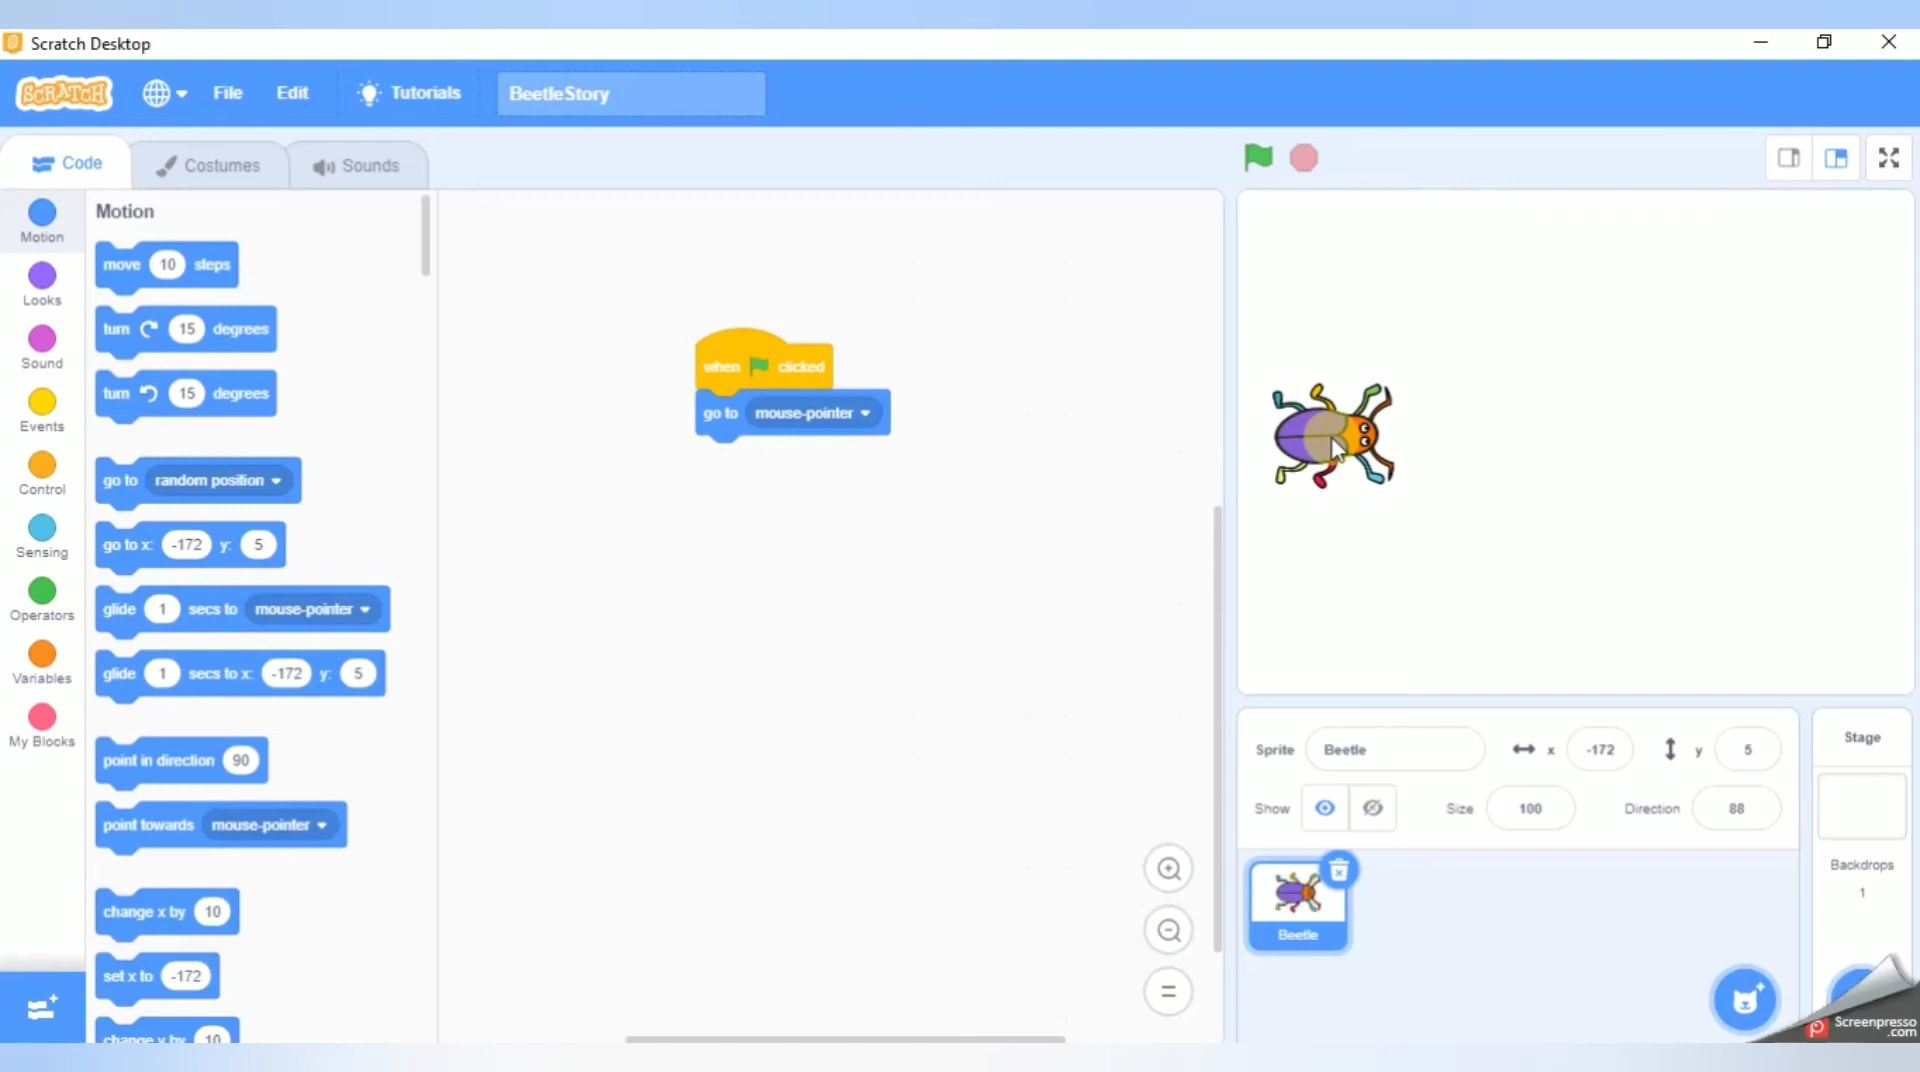 Scratch Desktop
SCRATCH
File
Edit
Tutorials
BeetleStory
Code
Costumes
Sounds
Motion
Looks
Sound
Events
Control
Sensing
Operators
Variables
My Blocks
Motion
move 10 steps
turn 15 degrees
turn 15 degrees
go to random position
go to x: -172 y: 5
glide 1 secs to mouse-pointer
glide 1 secs to x: -172 y: 5
point in direction 90
point towards mouse-pointer
change x by 10
set x to -172
change y by 10
when clicked
go to mouse-pointer
Sprite Beetle x -172 y 5
Show Size 100 Direction 88
Beetle
Stage
Backdrops
1
Screenpresso
.com